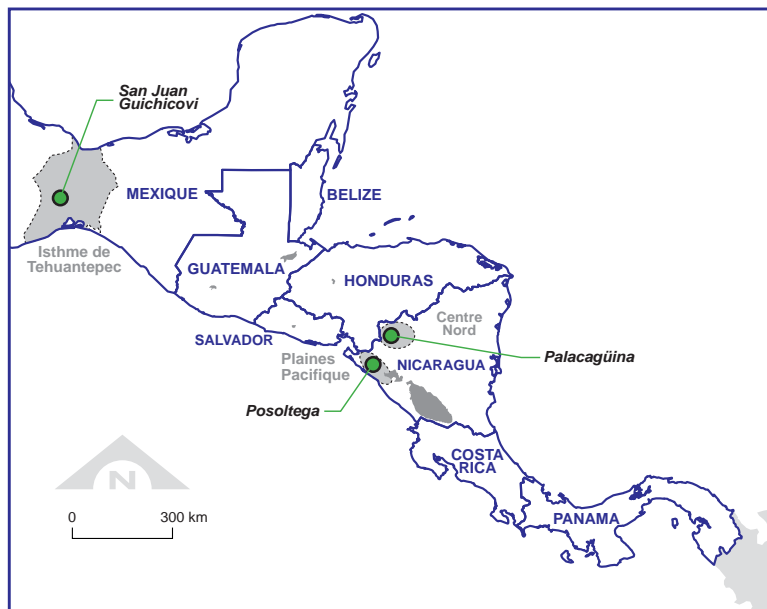 San Juan
Guichicovi
MEXIQUE
BELIZE
Isthme de
Tehuantepec
GUATEMALA
HONDURAS
Centre
Nord
SALVADOR
Plaines
Pacifique
NICARAGUA
Palacagüina
Posoltega
COSTA
RICA
N
0 300 km
PANAMA